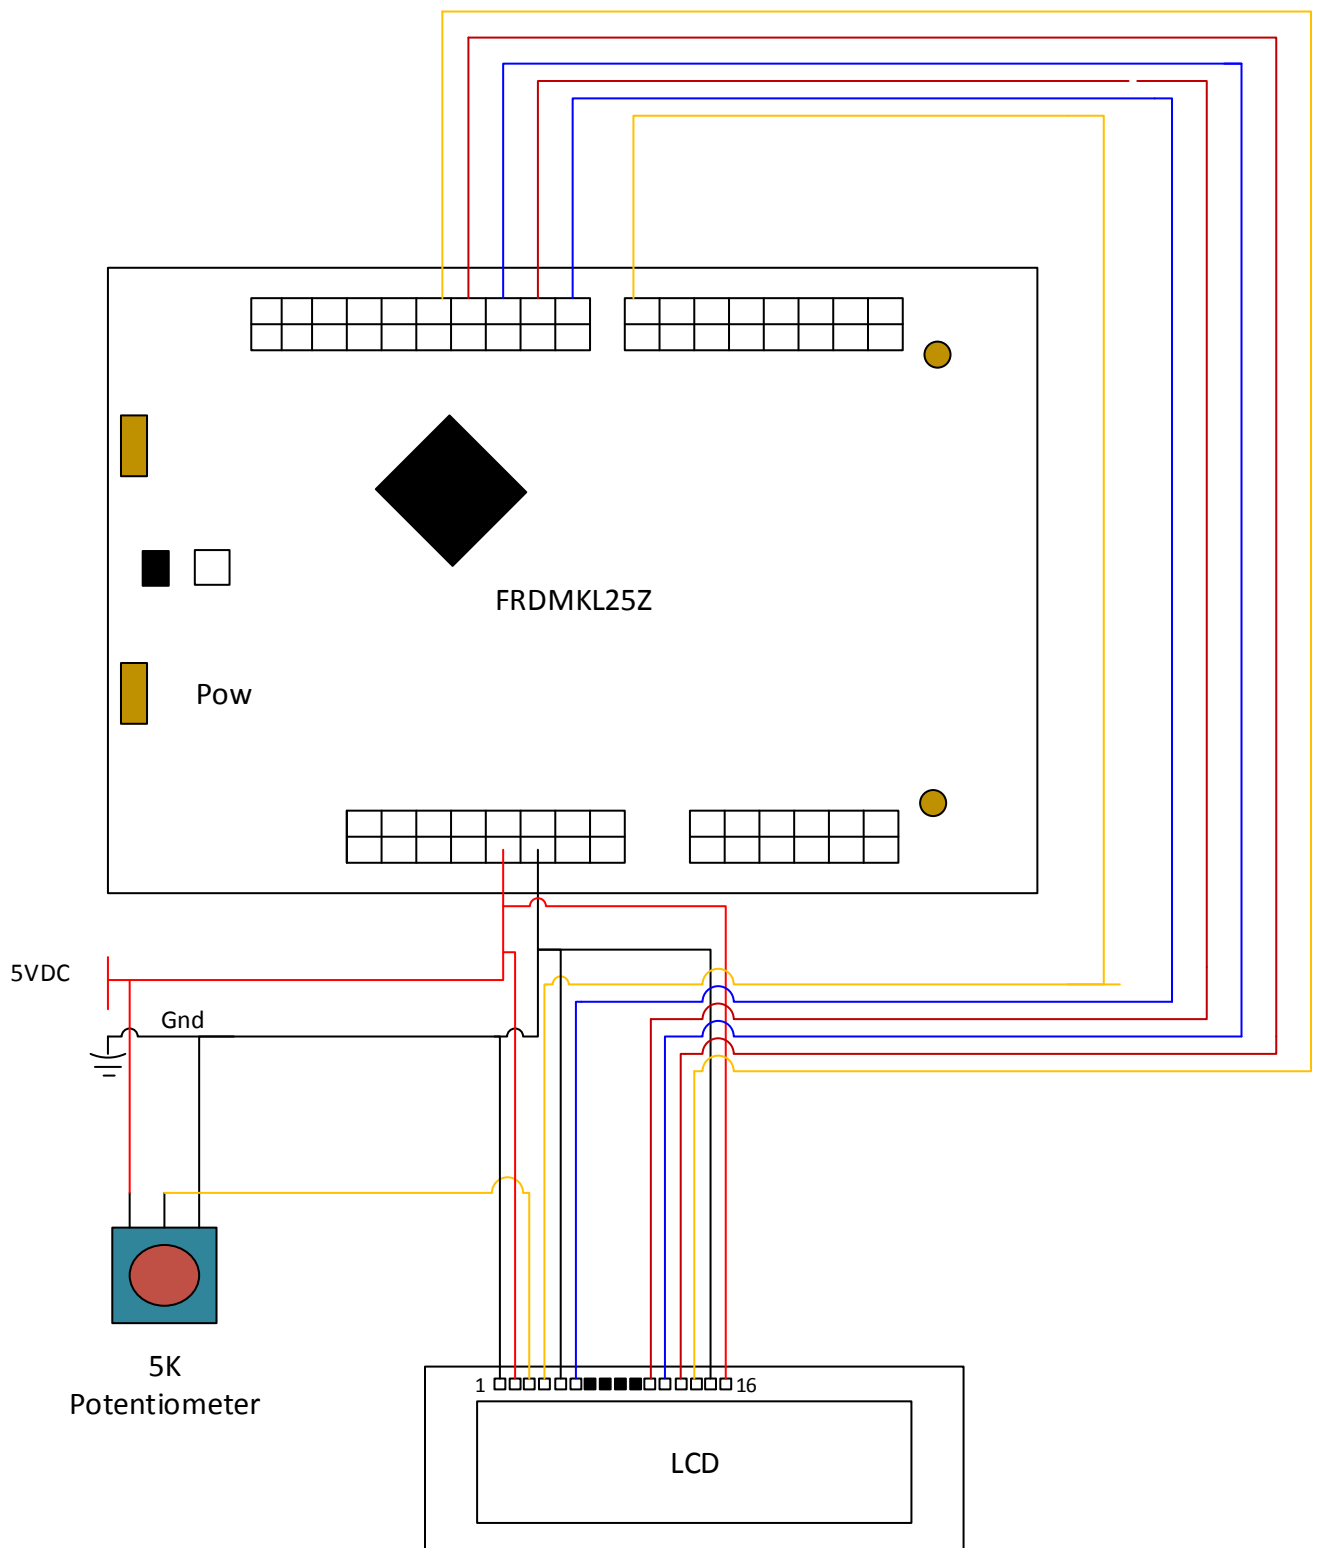 FRDMKL25Z
Pow
5VDC
Gnd
5K
Potentiometer
1
16
LCD